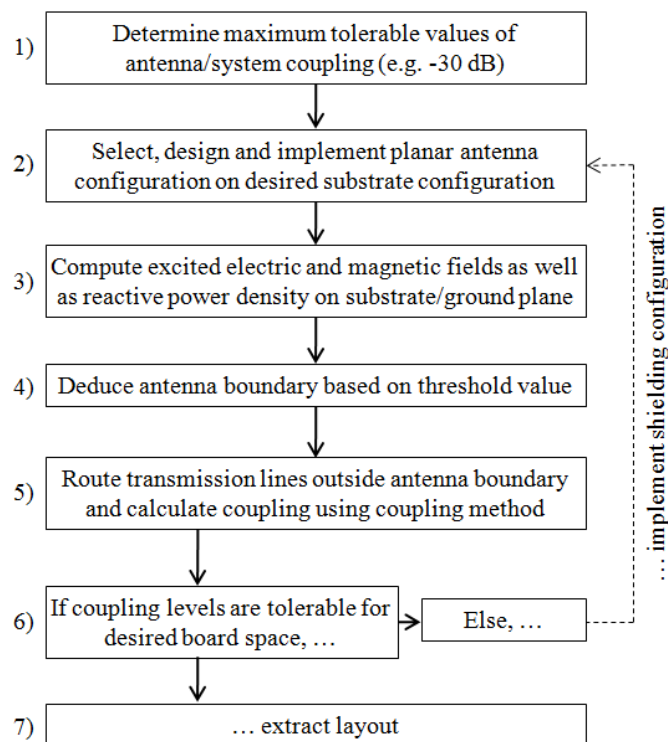 1)
Determine maximum tolerable values of
antenna/system coupling (e.g. -30 dB)
2)
Select, design and implement planar antenna
configuration on desired substrate configuration
3)
Compute excited electric and magnetic fields as well
as reactive power density on substrate/ground plane
4)
Deduce antenna boundary based on threshold value
5)
Route transmission lines outside antenna boundary
and calculate coupling using coupling method
6)
If coupling levels are tolerable for
desired board space, …
Else, …
… implement shielding configuration
7)
… extract layout